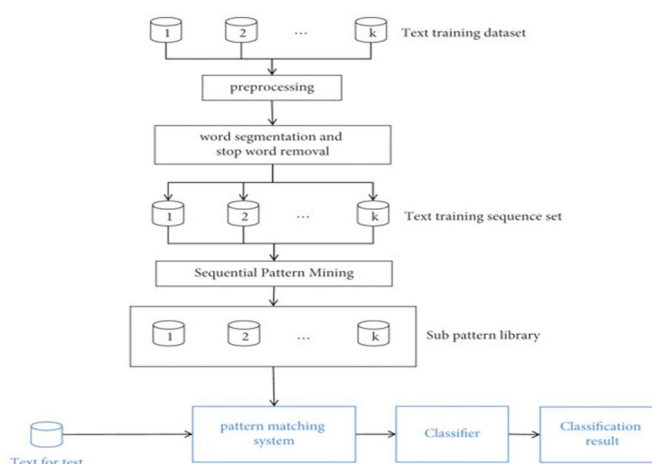 1 2 ... k Text training dataset
preprocessing
word segmentation and
stop word removal
1 2 ... k Text training sequence set
Sequential Pattern Mining
1 2 ... k Sub pattern library
pattern matching
system
Classifier
Classification
result
Text for test